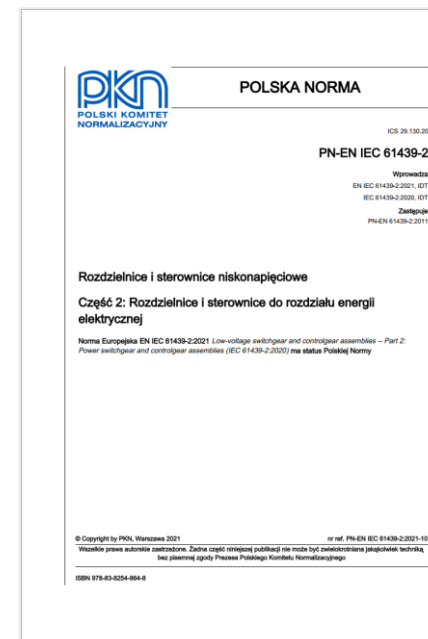 PKN
POLSKI KOMITET
NORMALIZACYJNY
POLSKA NORMA
ICS 29.130.20
PN-EN IEC 61439-2
Wprowadza
EN IEC 61439-2:2021, IDT
IEC 61439-2:2020, IDT
Zastępuje
PN-EN 61439-2:2011
Rozdzielnice i sterownice niskonapięciowe
Część 2: Rozdzielnice i sterownice do rozdziału energii
elektrycznej
Norma Europejska EN IEC 61439-2:2021 Low-voltage switchgear and controlgear assemblies – Part 2:
Power switchgear and controlgear assemblies (IEC 61439-2:2020) ma status Polskiej Normy
© Copyright by PKN, Warszawa 2021
nr ref. PN-EN IEC 61439-2:2021-10
Wszelkie prawa autorskie zastrzeżone. Żadna część niniejszej publikacji nie może być zwielokrotniana jakąkolwiek techniką
bez pisemnej zgody Prezesa Polskiego Komitetu Normalizacyjnego
ISBN 978-83-8254-864-8